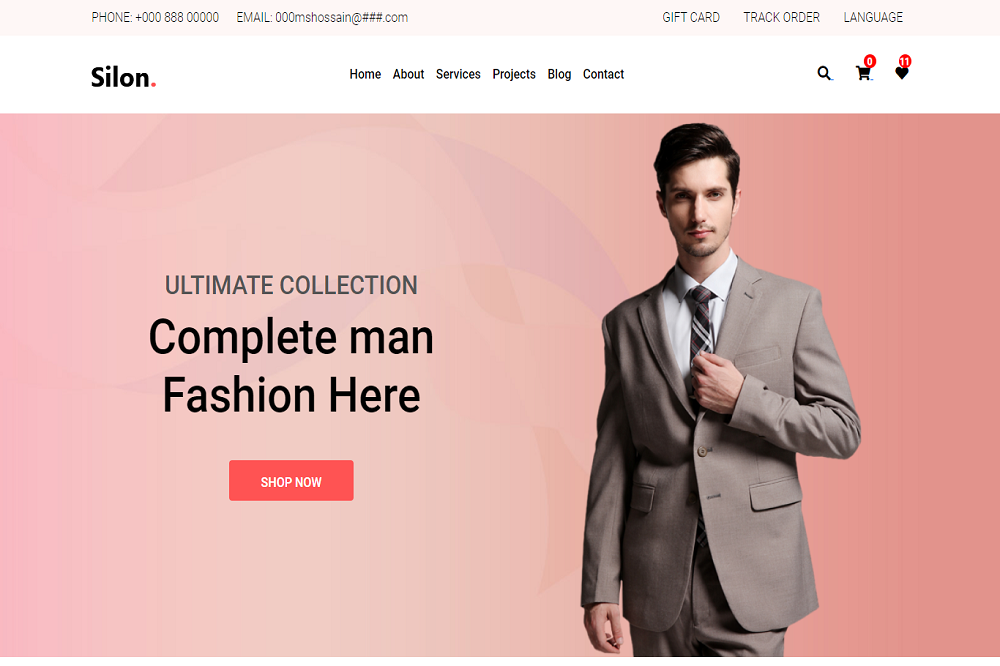 PHONE: +000 888 00000 EMAIL: 000mshossain@###.com GIFT CARD TRACK ORDER LANGUAGE
Silon. Home About Services Projects Blog Contact 0 11
ULTIMATE COLLECTION
Complete man
Fashion Here
SHOP NOW